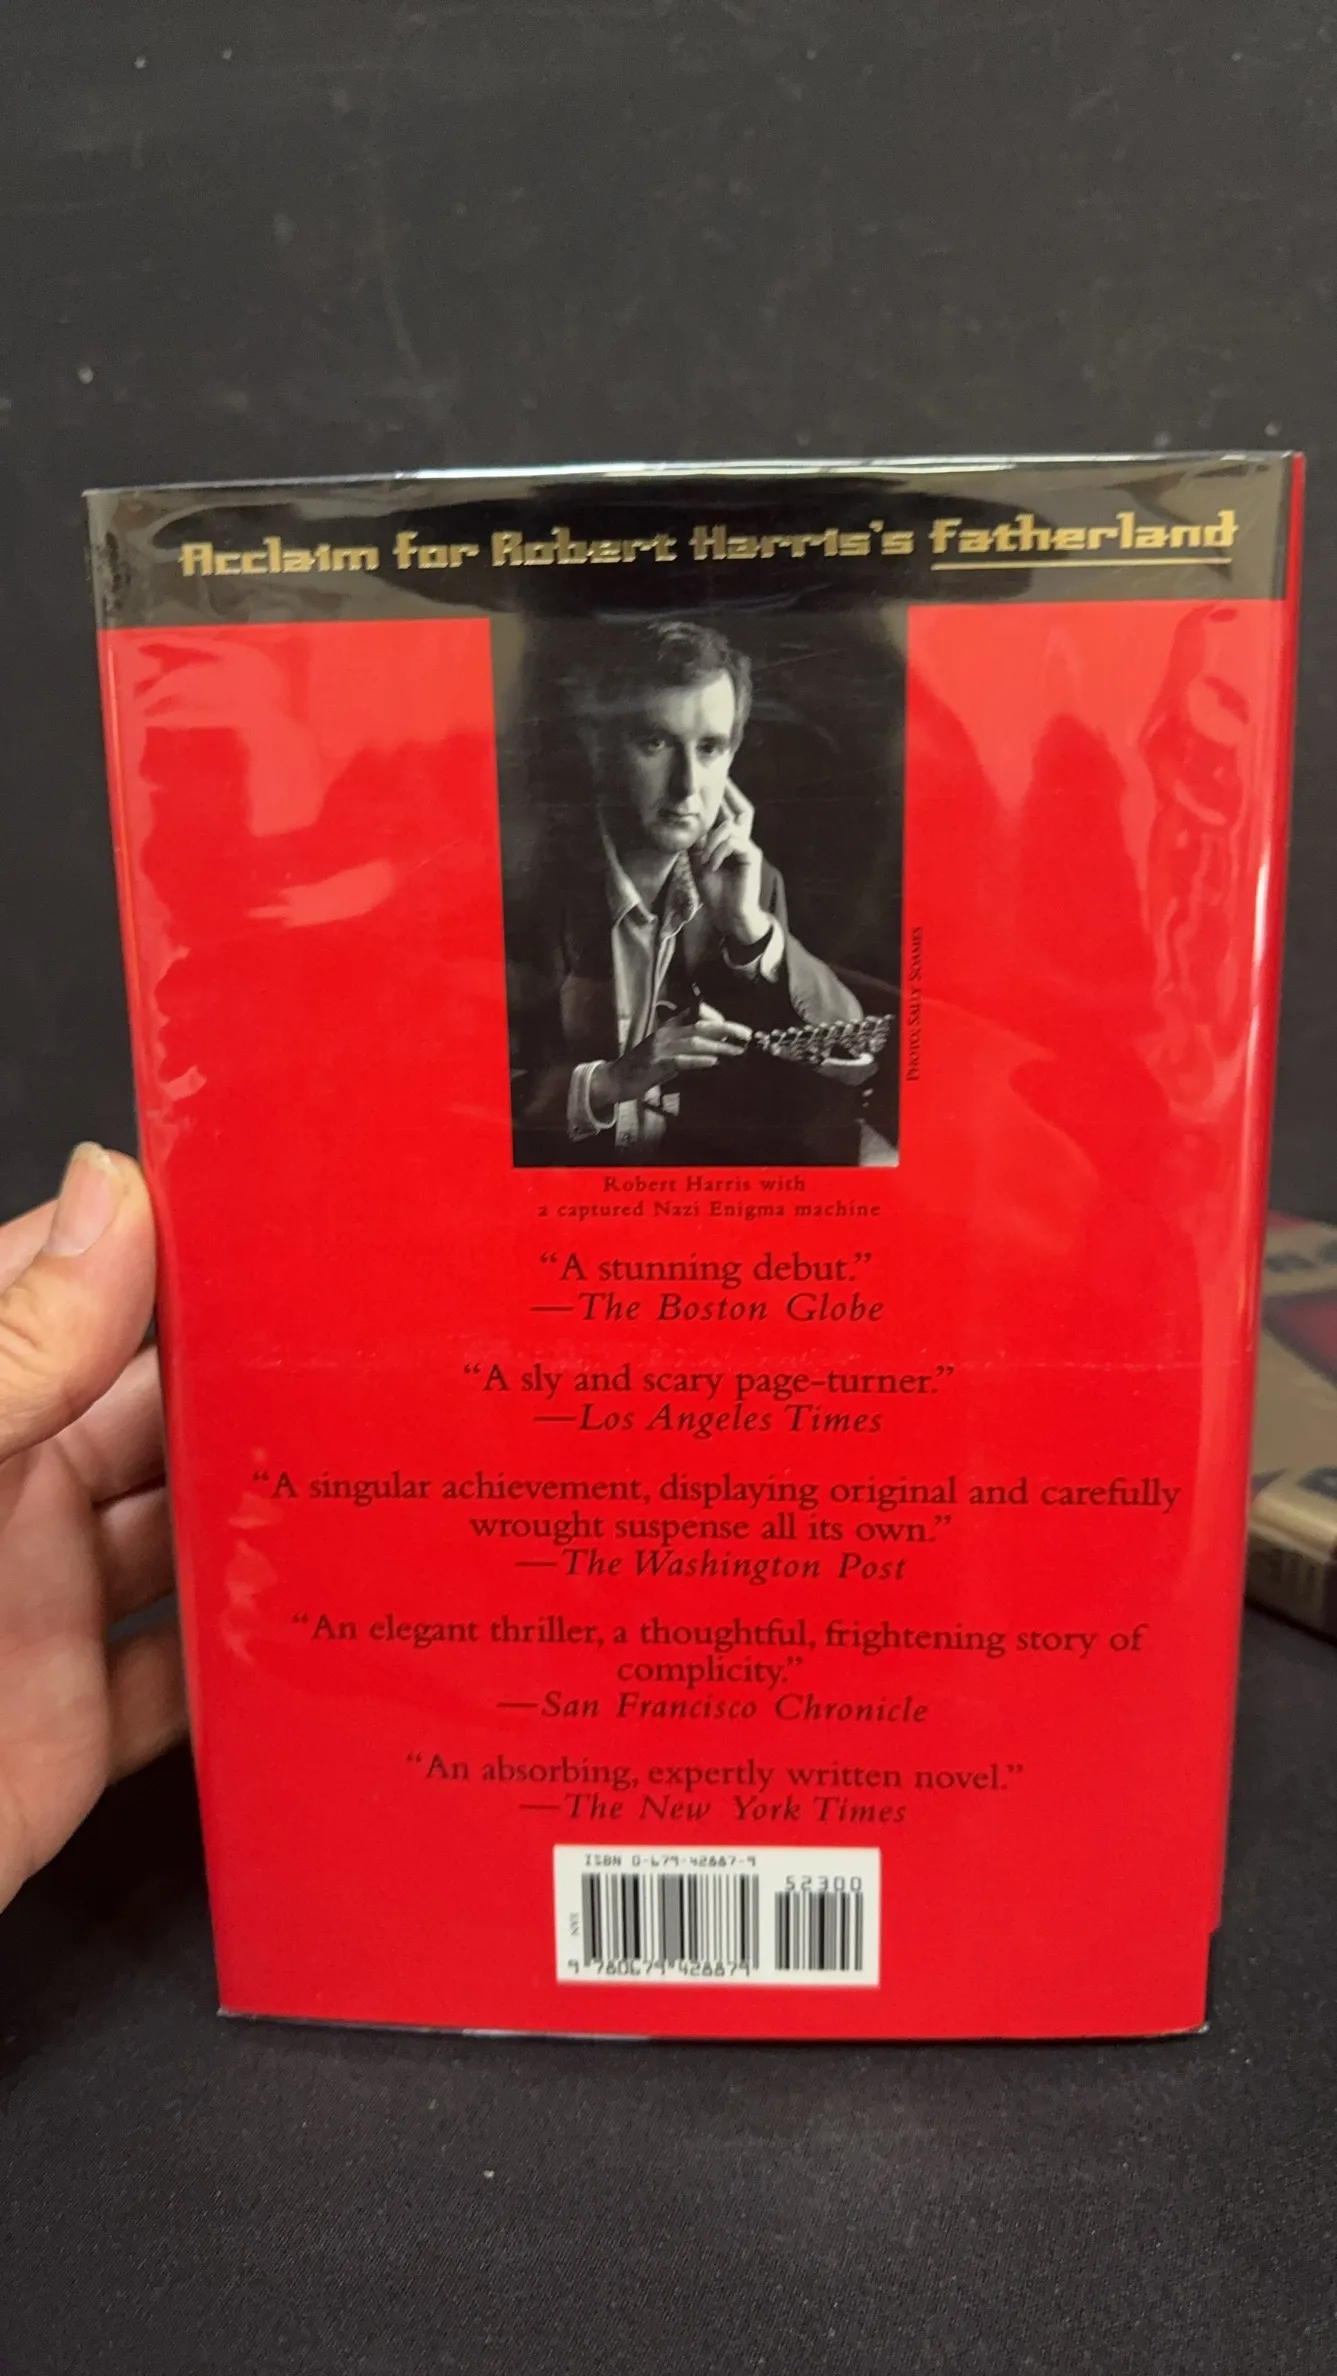 Acclaim for Robert Harris's Fatherland
PHOTO: SALLY SOAMES
Robert Harris with
a captured Nazi Enigma machine
“A stunning debut.”
—The Boston Globe
“A sly and scary page-turner.”
—Los Angeles Times
“A singular achievement, displaying original and carefully
wrought suspense all its own.”
—The Washington Post
“An elegant thriller, a thoughtful, frightening story of
complicity.”
—San Francisco Chronicle
“An absorbing, expertly written novel.”
—The New York Times
ISBN 0-679-42887-9
52300
EAN
9 780679 428879